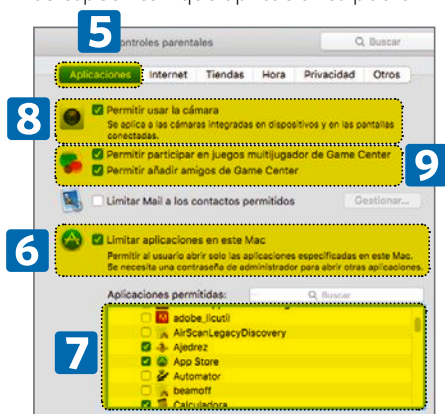 5
Controles parentales
Buscar
Aplicaciones Internet Tiendas Hora Privacidad Otros
8
Permitir usar la cámara
Se aplica a las cámaras integradas en dispositivos y en las pantallas
conectadas.
Permitir participar en juegos multijugador de Game Center
9
Permitir añadir amigos de Game Center
Limitar Mail a los contactos permitidos
Gestionar...
6
Limitar aplicaciones en este Mac
Permitir al usuario abrir solo las aplicaciones especificadas en este Mac.
Se necesita una contraseña de administrador para abrir otras aplicaciones.
Aplicaciones permitidas:
Buscar
7
adobe_licutil
AirScanLegacyDiscovery
Ajedrez
App Store
Automator
beamoff
Calculadora